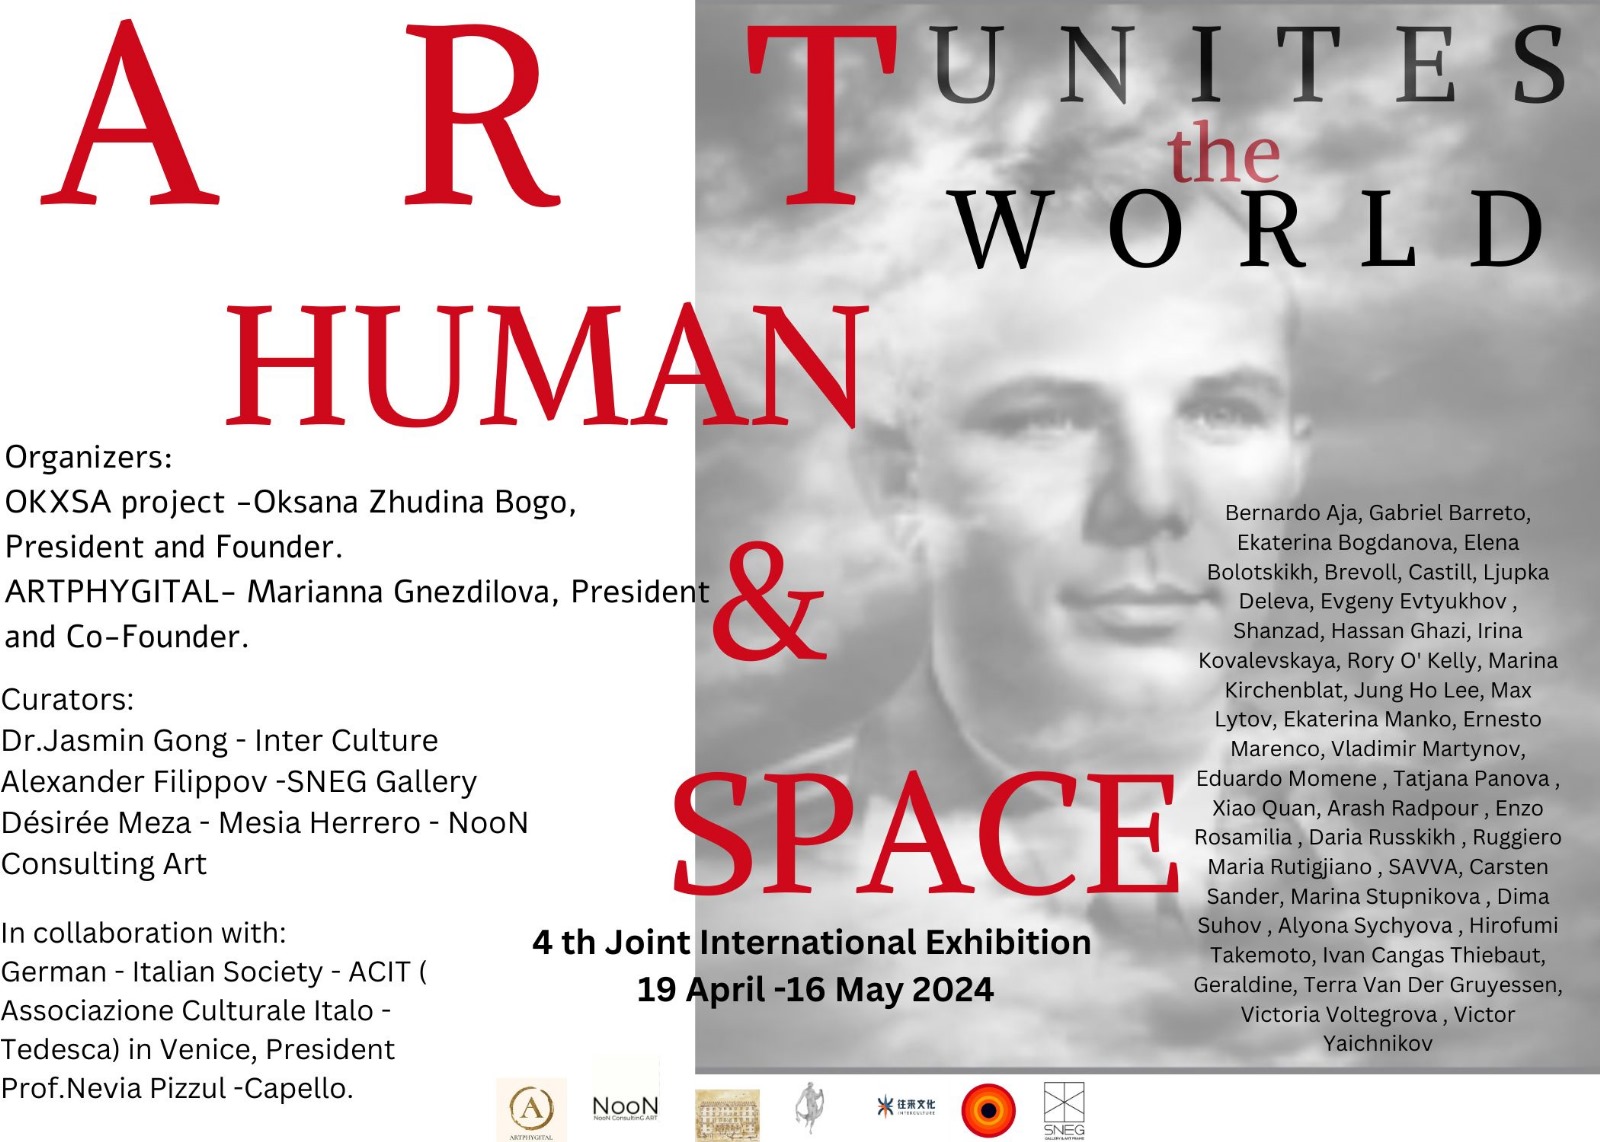 A R T UNITES
the
WORLD
HUMAN
&
SPACE
Organizers:
OKXSA project -Oksana Zhudina Bogo,
President and Founder.
ARTPHYGITAL- Marianna Gnezdilova, President
and Co-Founder.
Curators:
Dr.Jasmin Gong - Inter Culture
Alexander Filippov -SNEG Gallery
Désirée Meza - Mesia Herrero - NooN
Consulting Art
In collaboration with:
German - Italian Society - ACIT (
Associazione Culturale Italo -
Tedesca) in Venice, President
Prof.Nevia Pizzul -Capello.
4 th Joint International Exhibition
19 April -16 May 2024
Bernardo Aja, Gabriel Barreto,
Ekaterina Bogdanova, Elena
Bolotskikh, Brevoll, Castill, Ljupka
Deleva, Evgeny Evtyukhov ,
Shanzad, Hassan Ghazi, Irina
Kovalevskaya, Rory O' Kelly, Marina
Kirchenblat, Jung Ho Lee, Max
Lytov, Ekaterina Manko, Ernesto
Marenco, Vladimir Martynov,
Eduardo Momene , Tatjana Panova ,
Xiao Quan, Arash Radpour , Enzo
Rosamilia , Daria Russkikh , Ruggiero
Maria Rutigjiano , SAVVA, Carsten
Sander, Marina Stupnikova , Dima
Suhov , Alyona Sychyova , Hirofumi
Takemoto, Ivan Cangas Thiebaut,
Geraldine, Terra Van Der Gruyessen,
Victoria Voltegrova , Victor
Yaichnikov
A
ARTPHYGITAL
NooN
NooN ConsultinG ART
往来文化
INTERCULTURE
SNEG
GALLERY&ART FRAME